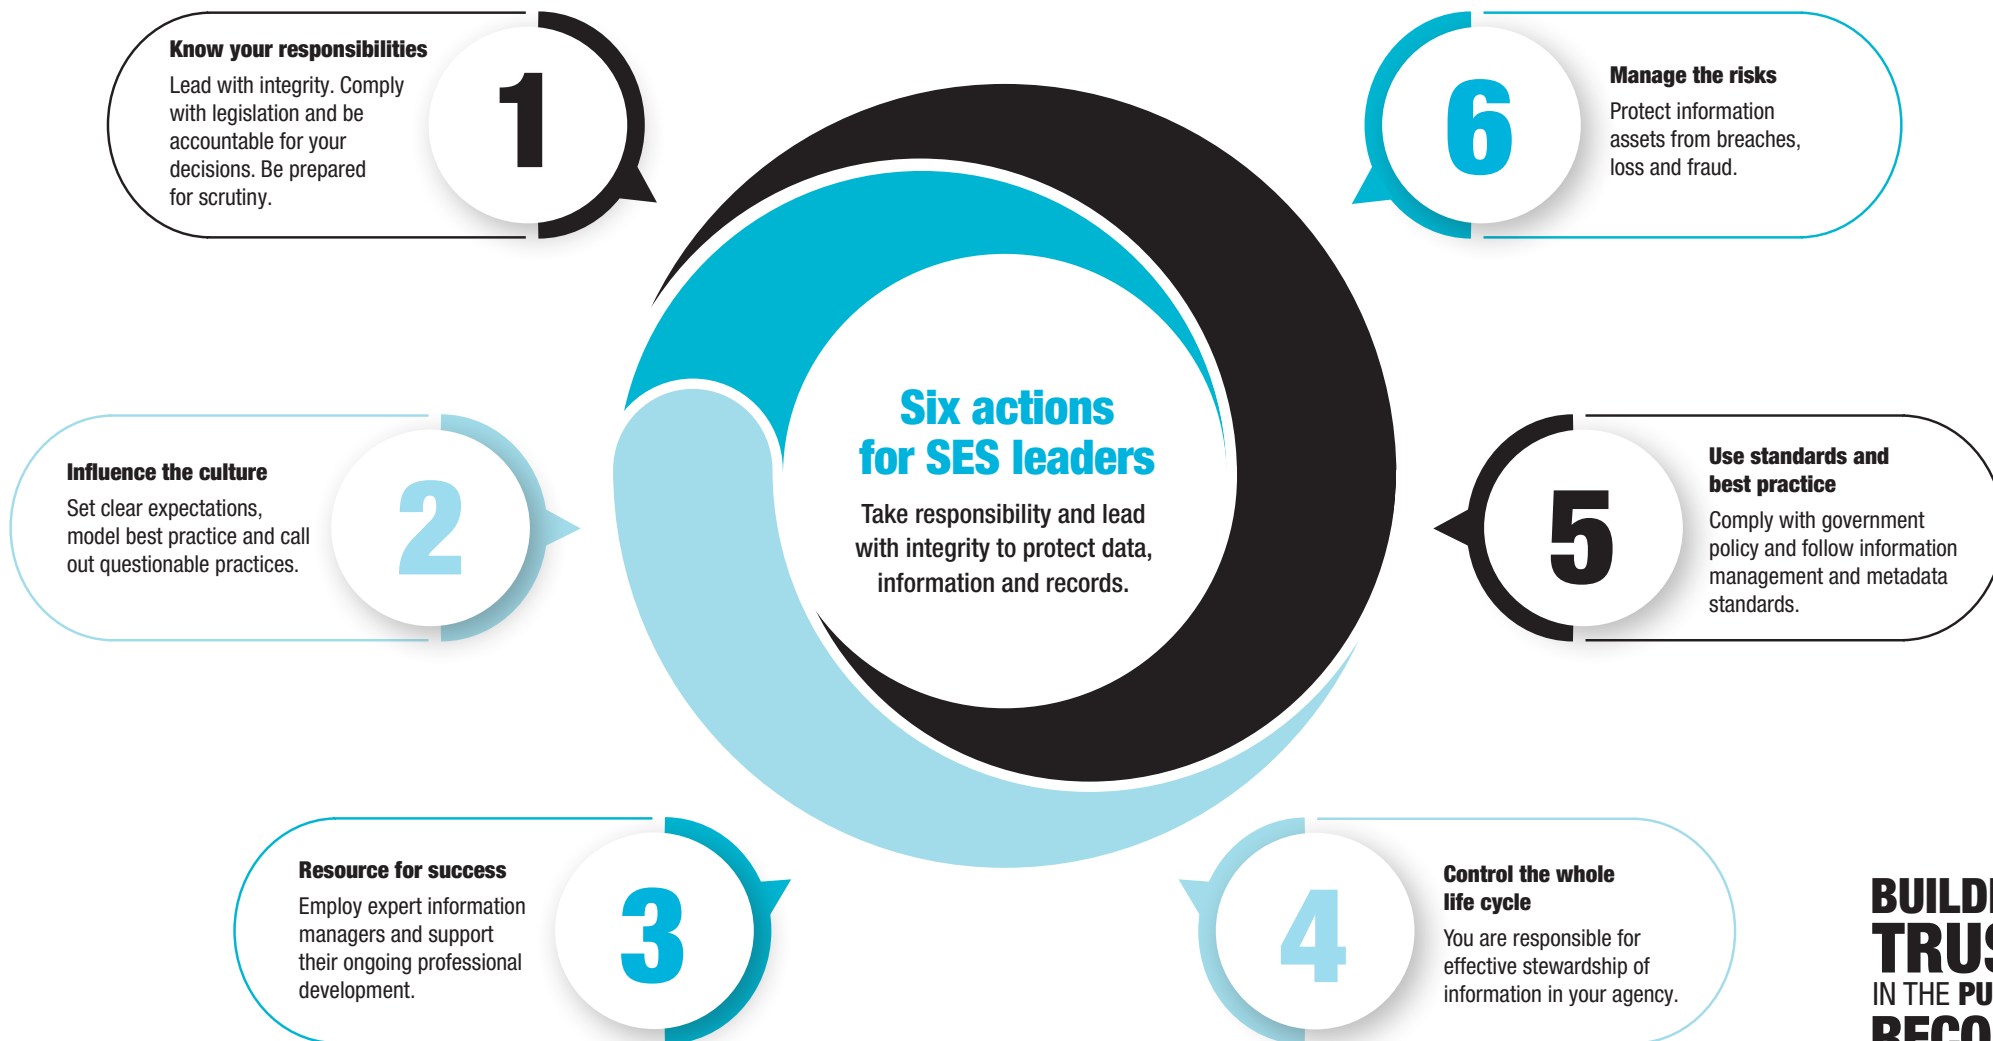 Know your responsibilities
Lead with integrity. Comply
with legislation and be
accountable for your
decisions. Be prepared
for scrutiny.
1
Influence the culture
Set clear expectations,
model best practice and call
out questionable practices.
2
Resource for success
Employ expert information
managers and support
their ongoing professional
development.
3
Six actions
for SES leaders
Take responsibility and lead
with integrity to protect data,
information and records.
4
Control the whole
life cycle
You are responsible for
effective stewardship of
information in your agency.
5
Use standards and
best practice
Comply with government
policy and follow information
management and metadata
standards.
6
Manage the risks
Protect information
assets from breaches,
loss and fraud.
IN THE